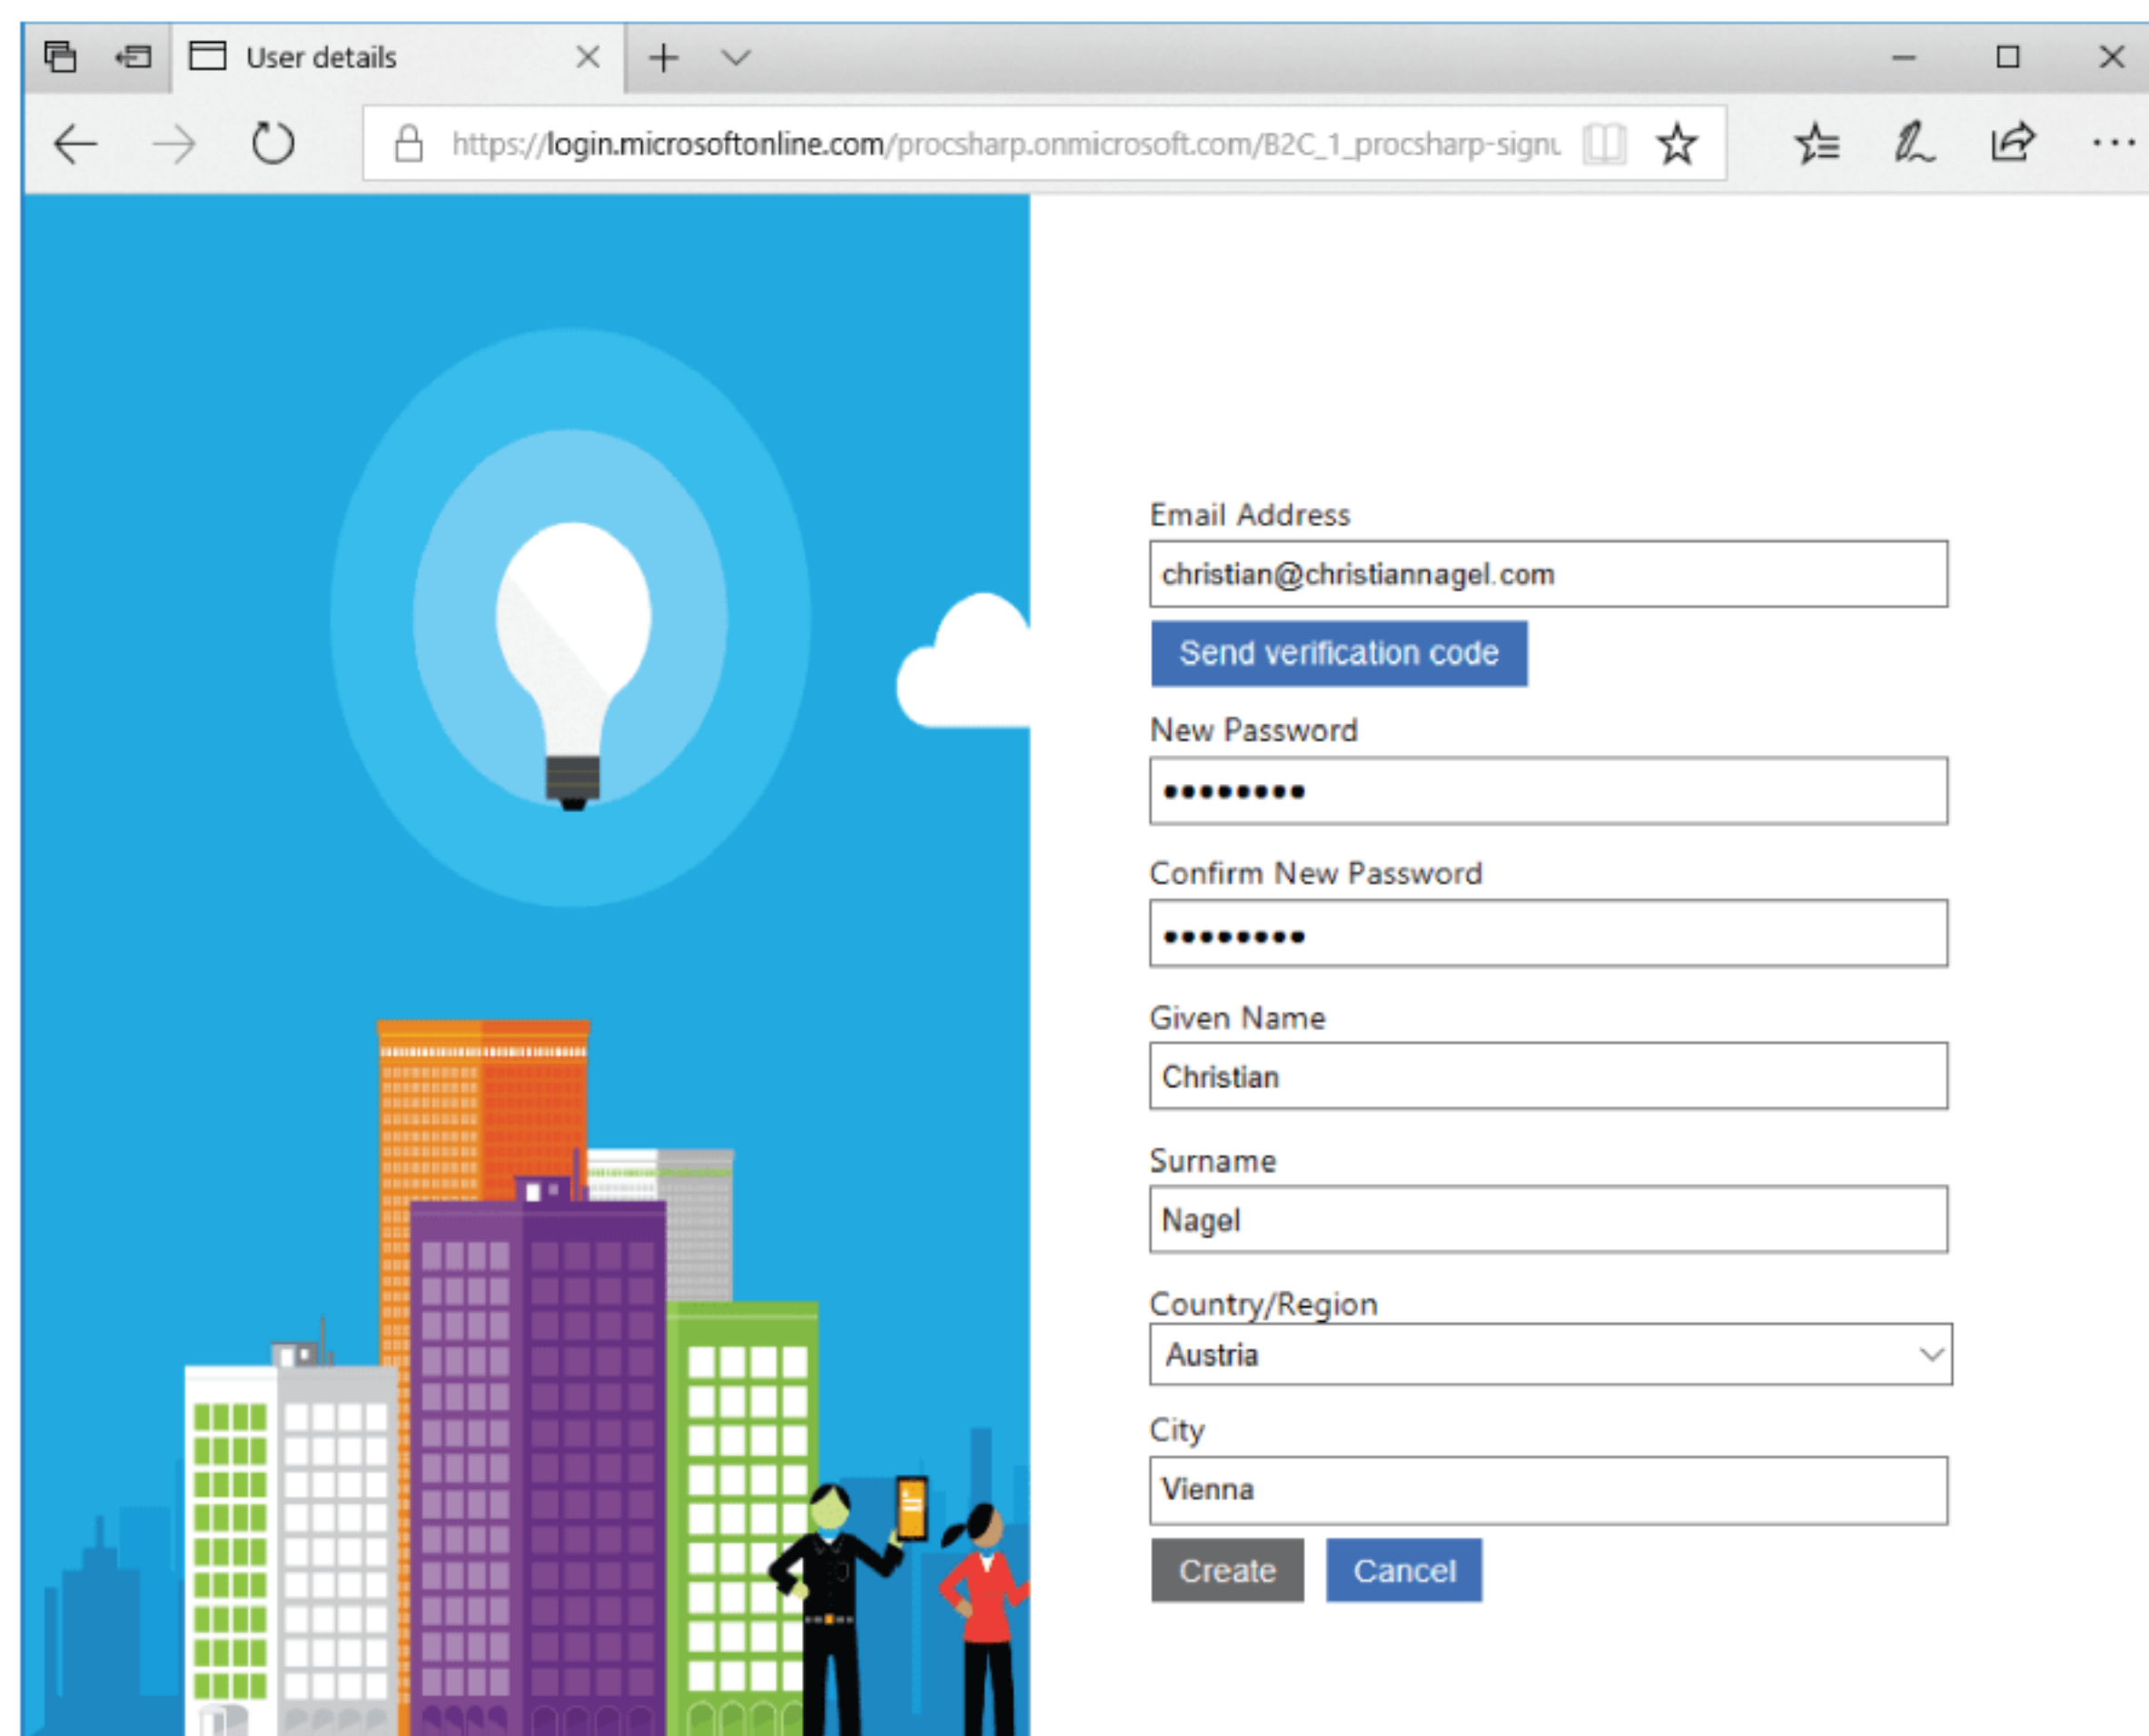 User details
https://login.microsoftonline.com/procsharp.onmicrosoft.com/B2C_1_procsharp-signu
Email Address
christian@christiannagel.com
Send verification code
New Password
••••••••
Confirm New Password
••••••••
Given Name
Christian
Surname
Nagel
Country/Region
Austria
City
Vienna
Create Cancel